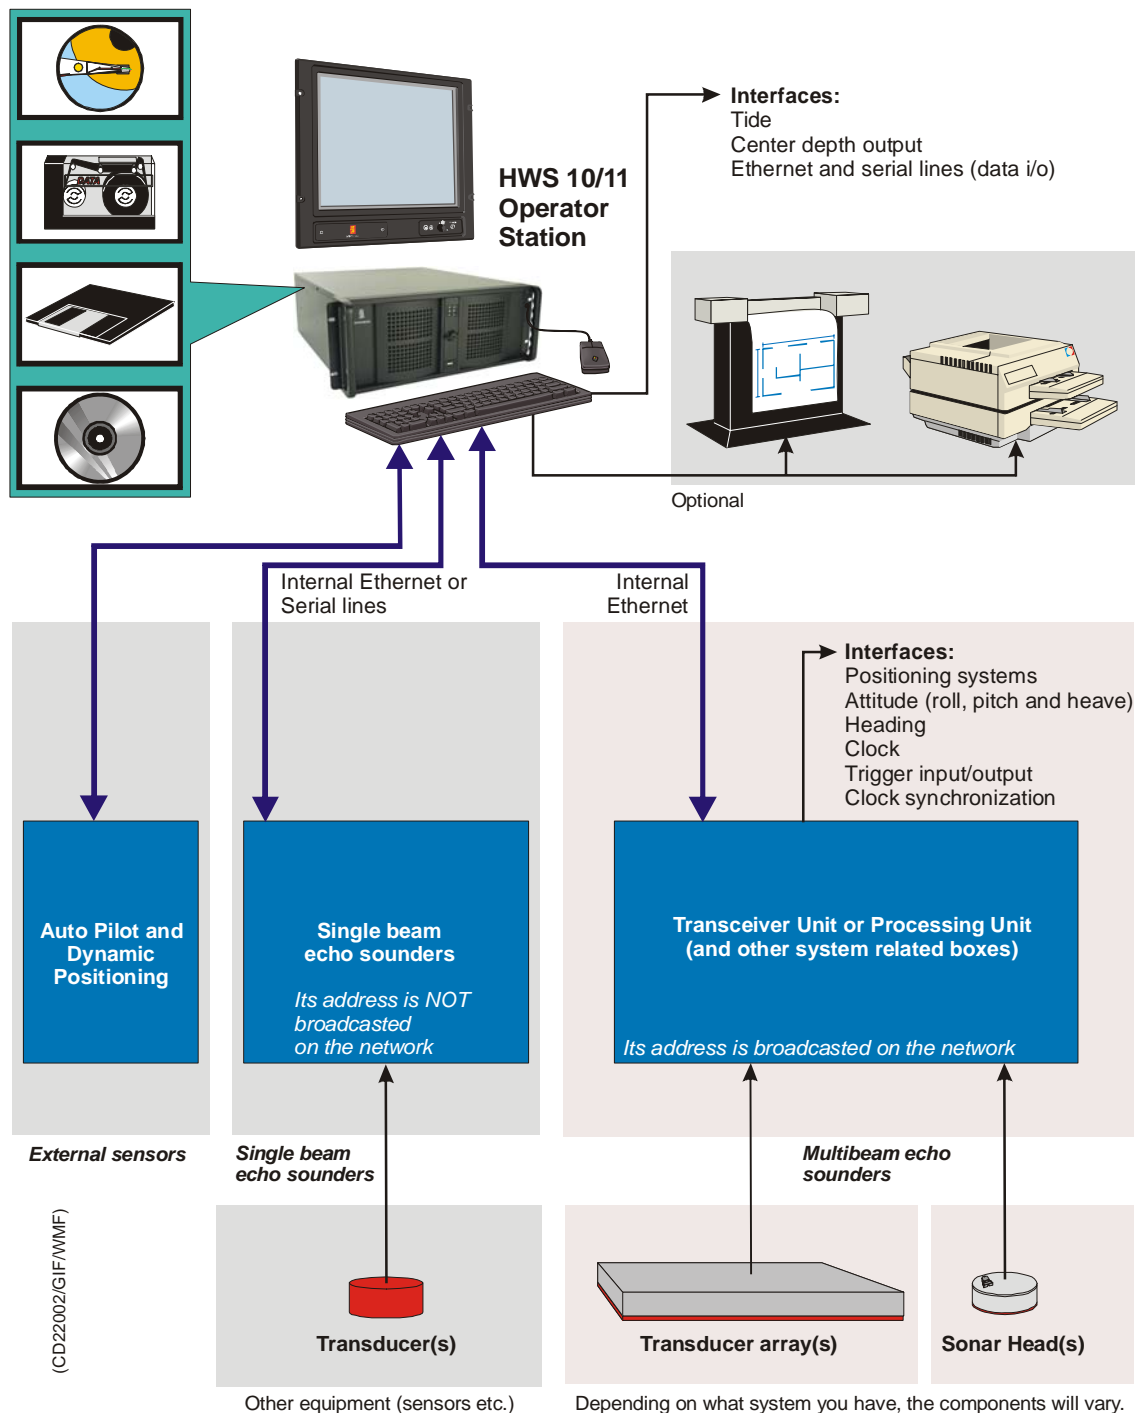 DATA
HWS 10/11
Operator
Station
Interfaces:
Tide
Center depth output
Ethernet and serial lines (data i/o)
Optional
Internal Ethernet or
Serial lines
Internal
Ethernet
Interfaces:
Positioning systems
Attitude (roll, pitch and heave)
Heading
Clock
Trigger input/output
Clock synchronization
Auto Pilot and
Dynamic
Positioning
Single beam
echo sounders
Its address is NOT
broadcasted
on the network
Transceiver Unit or Processing Unit
(and other system related boxes)
Its address is broadcasted on the network
External sensors
Single beam
echo sounders
Multibeam echo
sounders
(CD22002/GIF/WMF)
Transducer(s)
Transducer array(s)
Sonar Head(s)
Other equipment (sensors etc.)
Depending on what system you have, the components will vary.